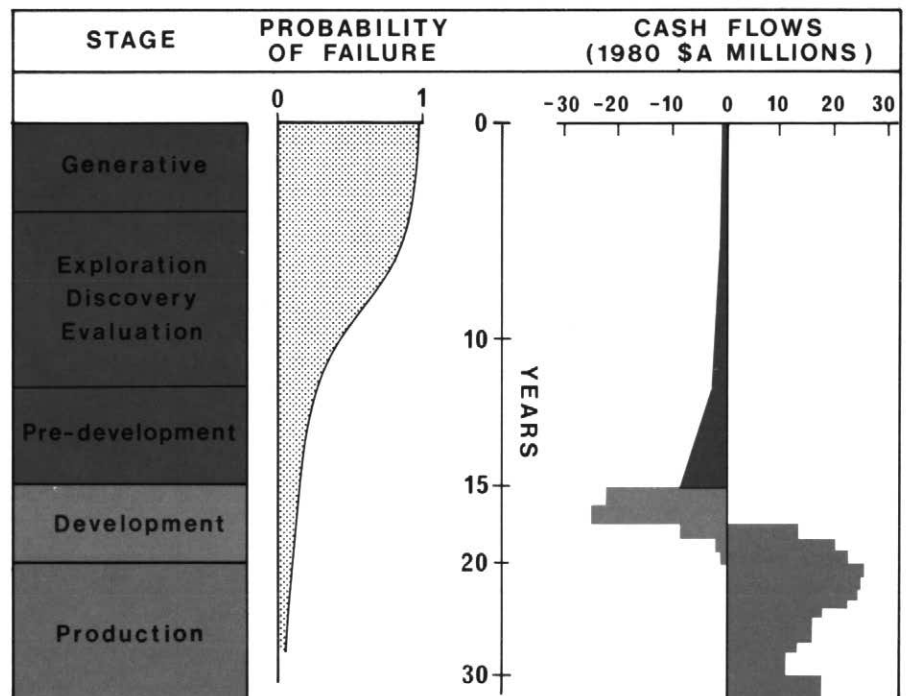 STAGE
PROBABILITY
OF FAILURE
CASH FLOWS
(1980 $A MILLIONS)
0 1
-30 -20 -10 0 10 20 30
0
Generative
Exploration
Discovery
Evaluation
10
YEARS
Pre-development
15
Development
20
Production
30